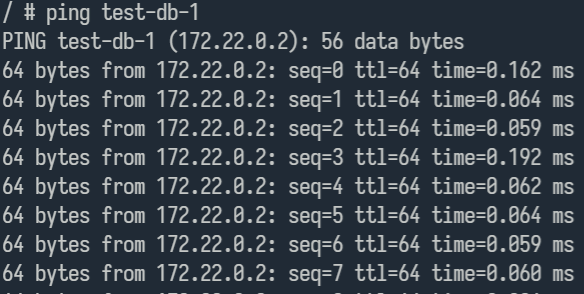 / # ping test-db-1
PING test-db-1 (172.22.0.2): 56 data bytes
64 bytes from 172.22.0.2: seq=0 ttl=64 time=0.162 ms
64 bytes from 172.22.0.2: seq=1 ttl=64 time=0.064 ms
64 bytes from 172.22.0.2: seq=2 ttl=64 time=0.059 ms
64 bytes from 172.22.0.2: seq=3 ttl=64 time=0.192 ms
64 bytes from 172.22.0.2: seq=4 ttl=64 time=0.062 ms
64 bytes from 172.22.0.2: seq=5 ttl=64 time=0.064 ms
64 bytes from 172.22.0.2: seq=6 ttl=64 time=0.059 ms
64 bytes from 172.22.0.2: seq=7 ttl=64 time=0.060 ms